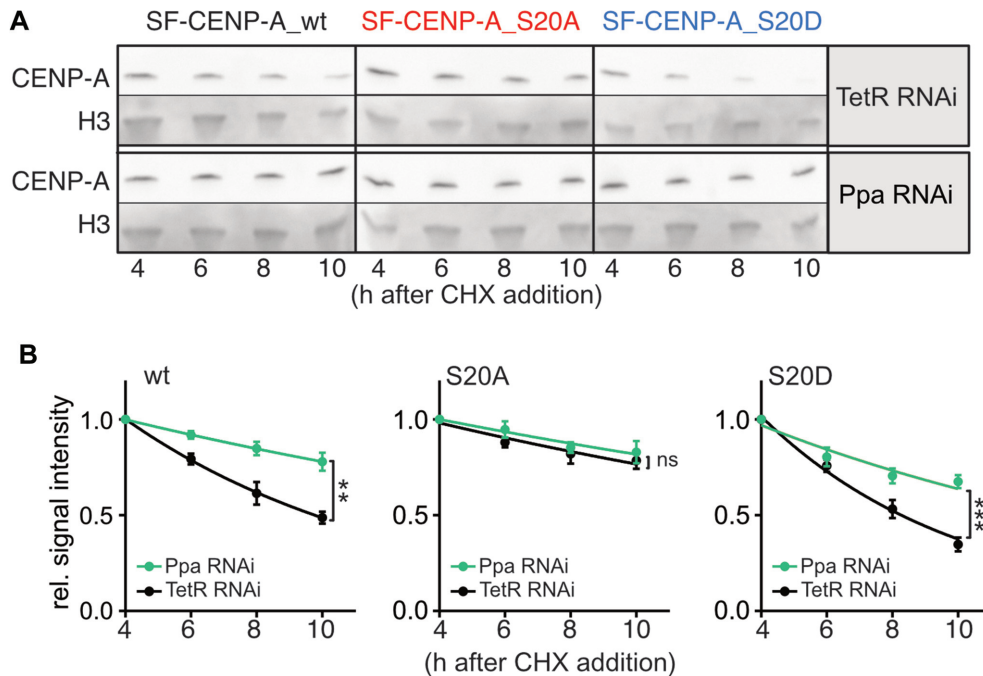 A
SF-CENP-A_wt SF-CENP-A_S20A SF-CENP-A_S20D
CENP-A
H3
TetR RNAi
CENP-A
H3
Ppa RNAi
4 6 8 10 4 6 8 10 4 6 8 10
(h after CHX addition)
B
wt S20A S20D
rel. signal intensity
1.0 0.5 0.0
Ppa RNAi
TetR RNAi
**
4 6 8 10
1.0 0.5 0.0
Ppa RNAi
TetR RNAi
ns
4 6 8 10
1.0 0.5 0.0
Ppa RNAi
TetR RNAi
***
4 6 8 10
(h after CHX addition)